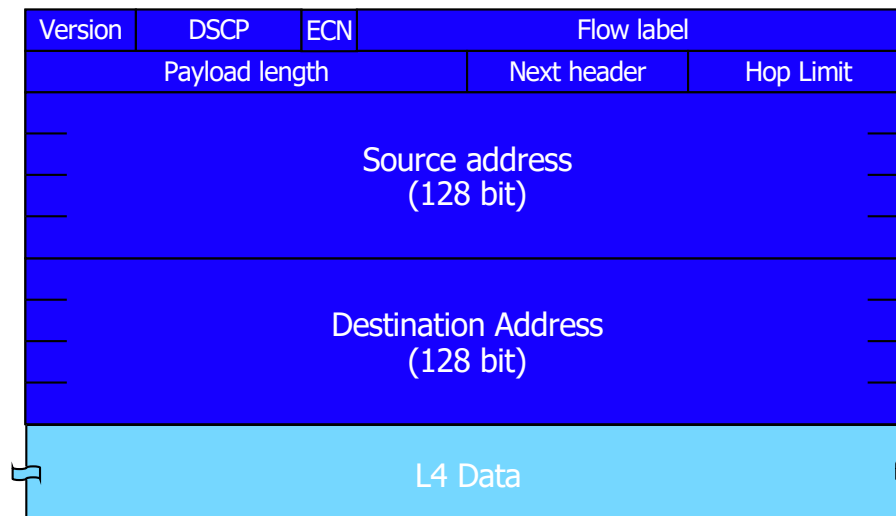 Version DSCP ECN Flow label
Payload length Next header Hop Limit
Source address
(128 bit)
Destination Address
(128 bit)
L4 Data